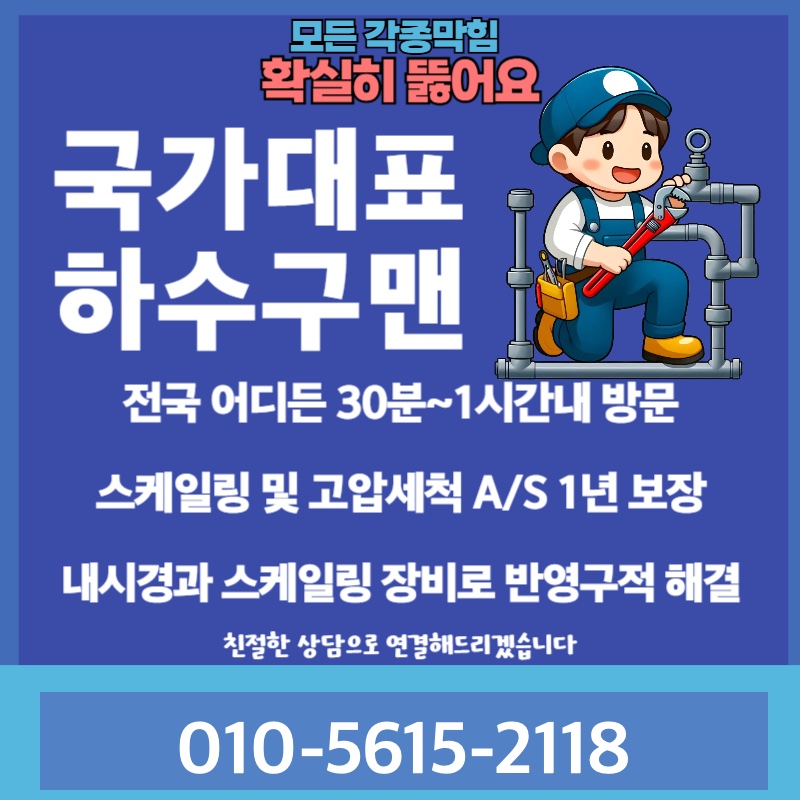 모든 각종막힘
확실히 뚫어요
국가대표
하수구맨
전국 어디든 30분~1시간내 방문
스케일링 및 고압세척 A/S 1년 보장
내시경과 스케일링 장비로 반영구적 해결
친절한 상담으로 연결해드리겠습니다
010-5615-2118